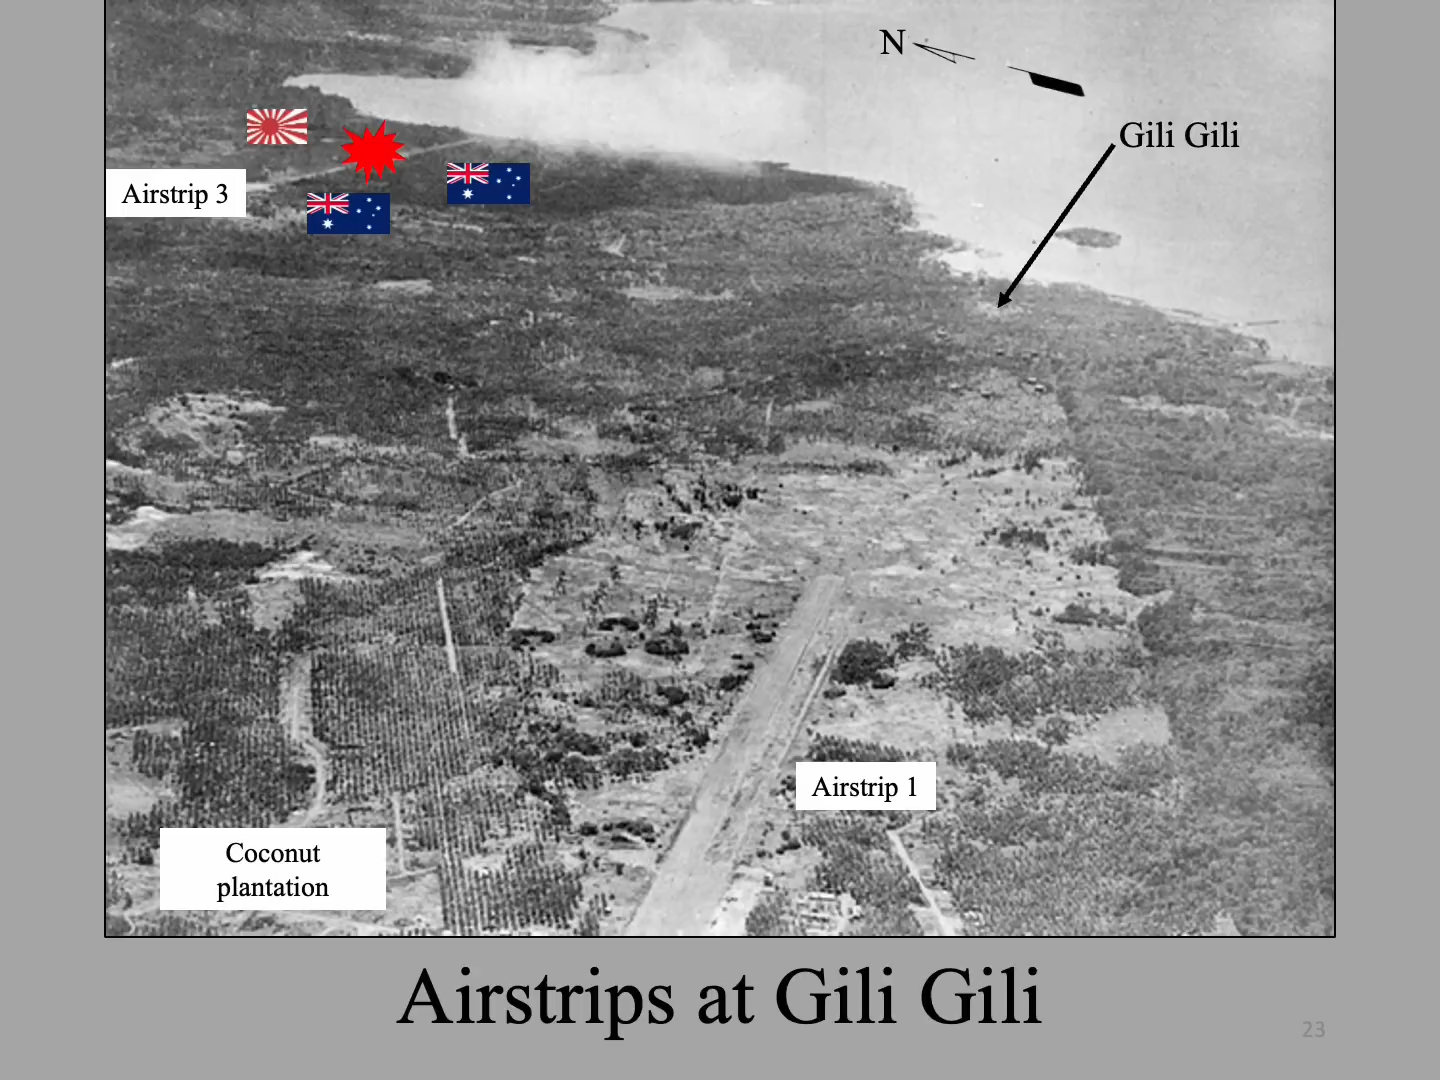 N
Gili Gili
Airstrip 3
Airstrip 1
Coconut
plantation
Airstrips at Gili Gili
23